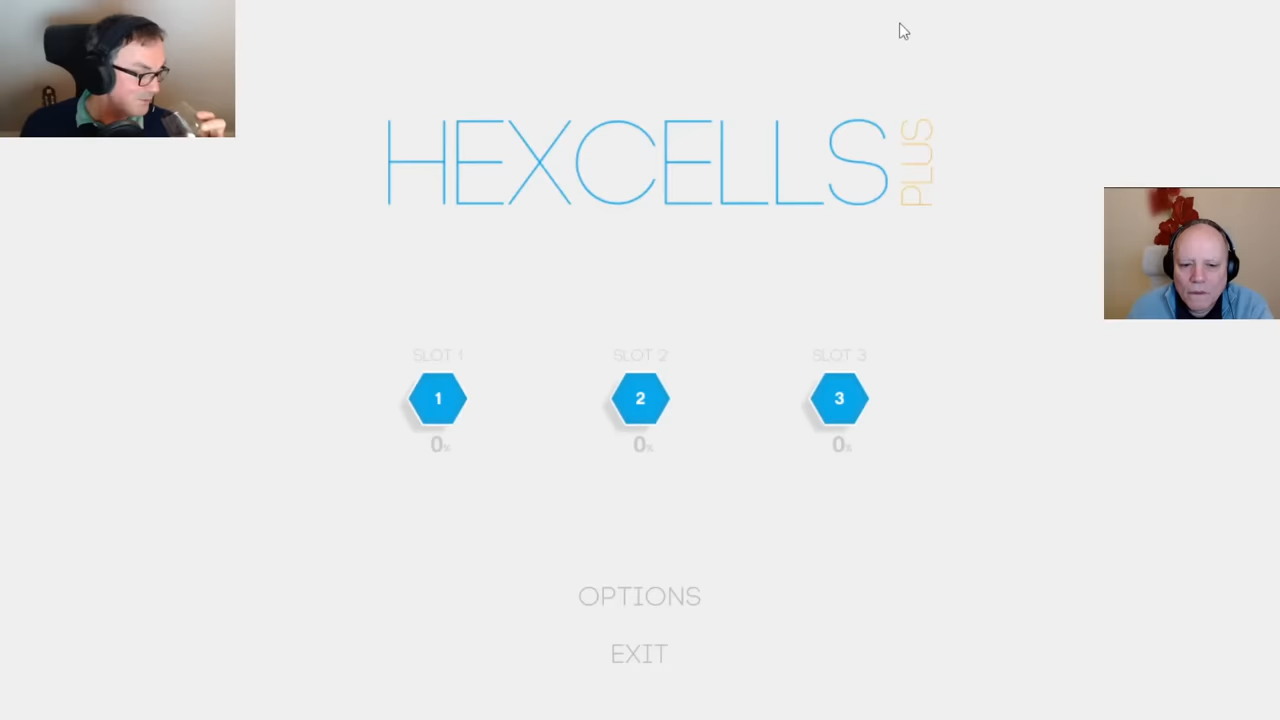 HEXCELLS PLUS
SLOT 1 SLOT 2 SLOT 3
1 2 3
0% 0% 0%
OPTIONS
EXIT